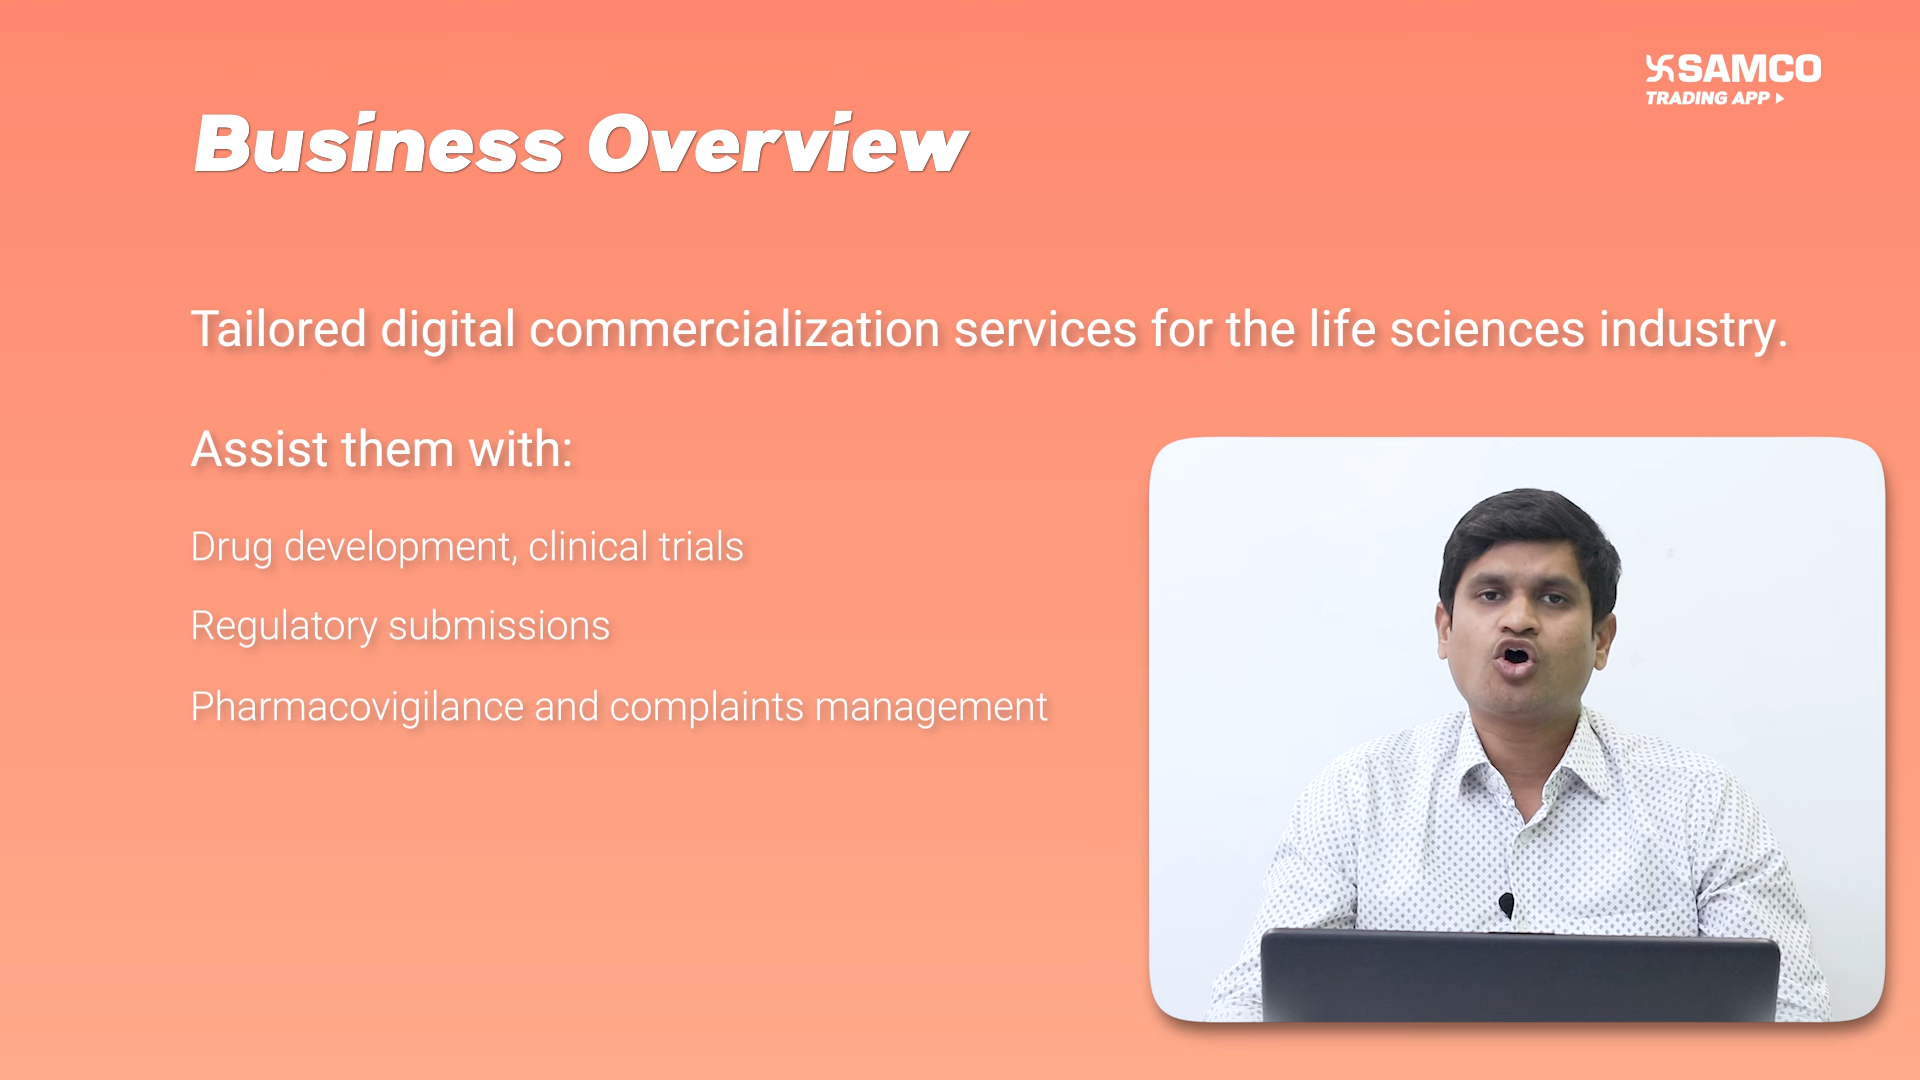 SAMCO
TRADING APP
Business Overview
Tailored digital commercialization services for the life sciences industry.
Assist them with:
Drug development, clinical trials
Regulatory submissions
Pharmacovigilance and complaints management